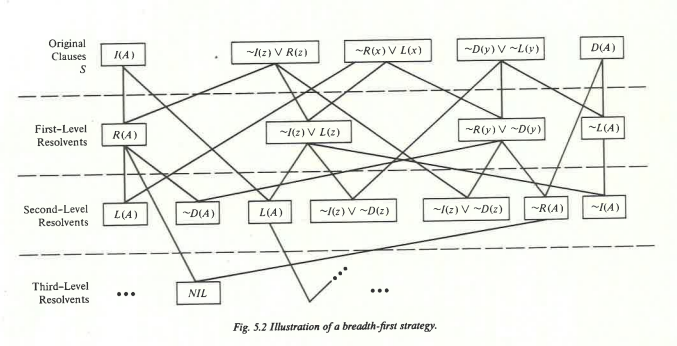 Original
Clauses
S
I(A)
~I(z) ∨ R(z)
~R(x) ∨ L(x)
~D(y) ∨ ~L(y)
D(A)
First–Level
Resolvents
R(A)
~I(z) ∨ L(z)
~R(y) ∨ ~D(y)
~L(A)
Second–Level
Resolvents
L(A)
~D(A)
L(A)
~I(z) ∨ ~D(z)
~I(z) ∨ ~D(z)
~R(A)
~I(A)
Third–Level
Resolvents
•••
NIL
•••
Fig. 5.2 Illustration of a breadth-first strategy.